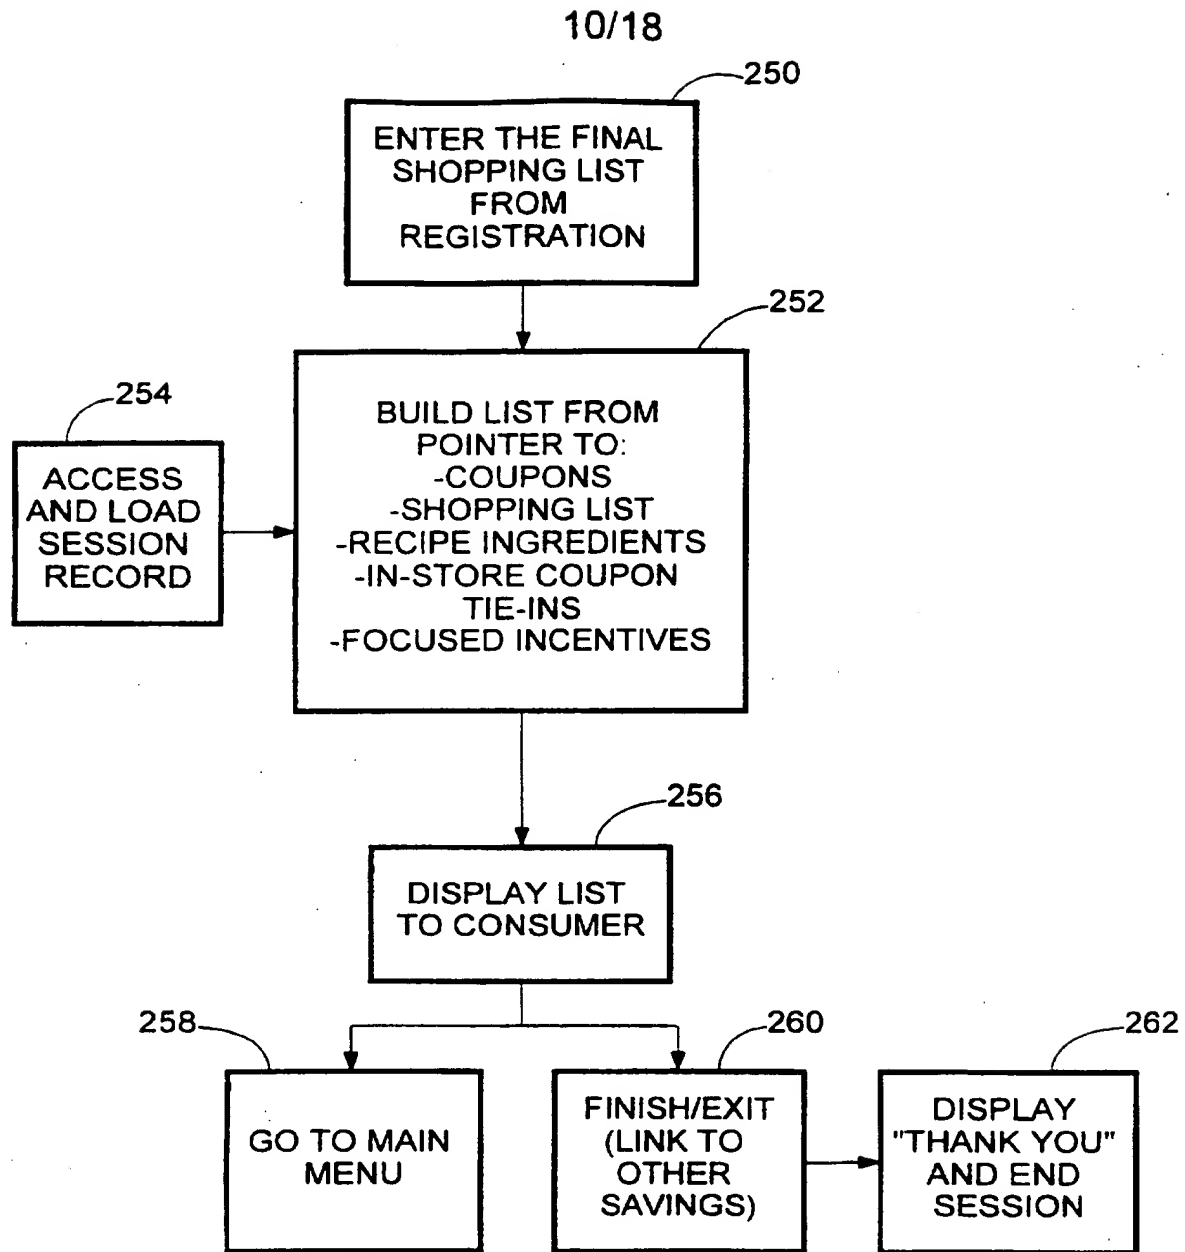 10/18
250
ENTER THE FINAL
SHOPPING LIST
FROM
REGISTRATION
252
BUILD LIST FROM
POINTER TO:
-COUPONS
-SHOPPING LIST
-RECIPE INGREDIENTS
-IN-STORE COUPON
TIE-INS
-FOCUSED INCENTIVES
254
ACCESS
AND LOAD
SESSION
RECORD
256
DISPLAY LIST
TO CONSUMER
258
GO TO MAIN
MENU
260
FINISH/EXIT
(LINK TO
OTHER
SAVINGS)
262
DISPLAY
"THANK YOU"
AND END
SESSION